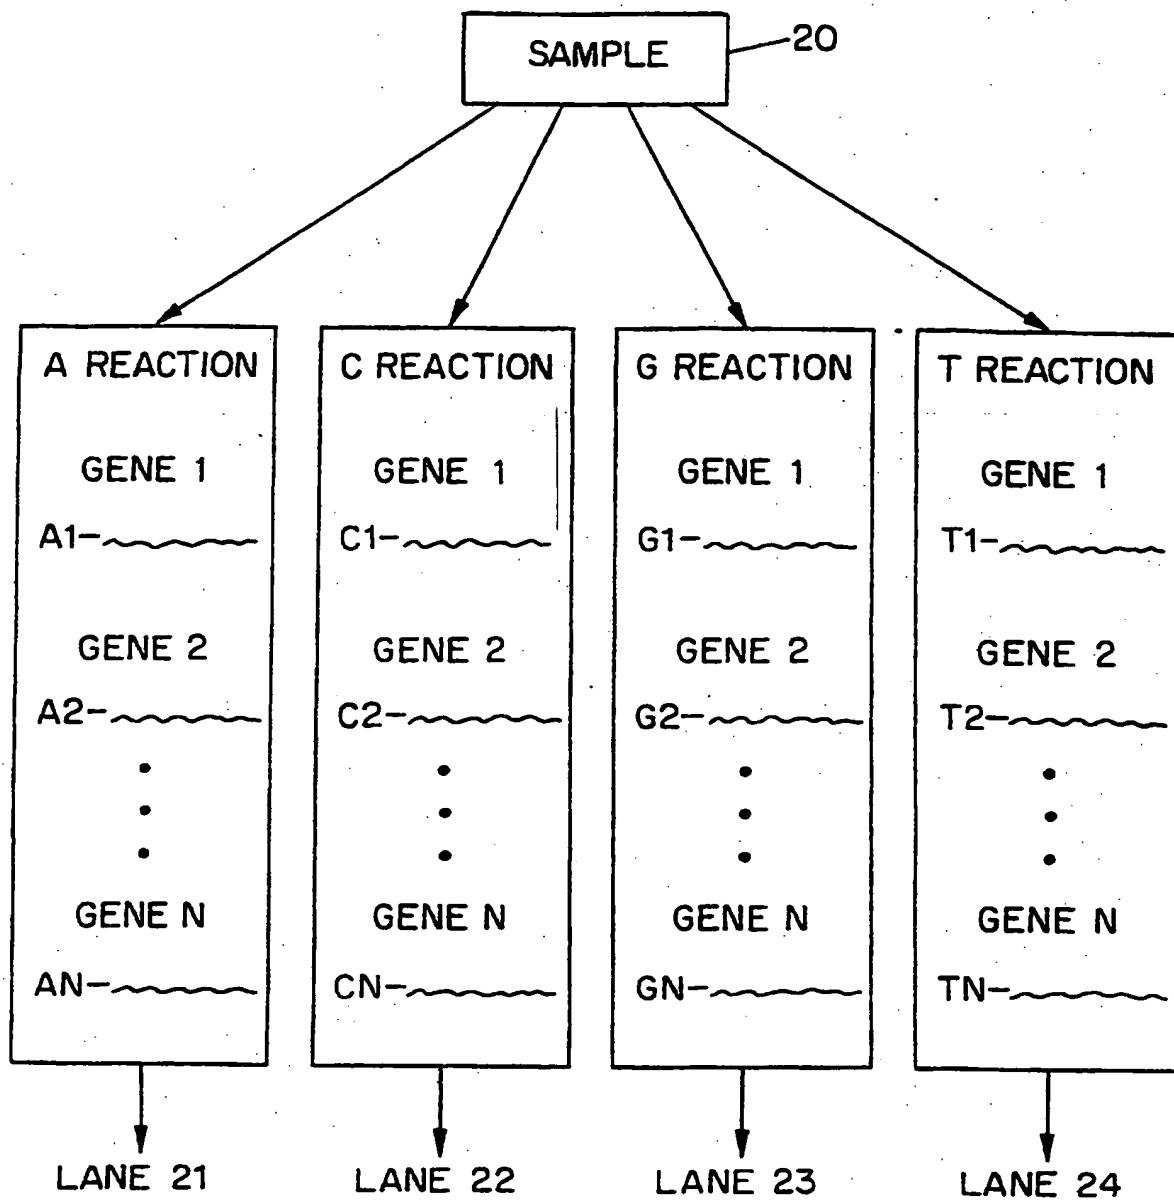 SAMPLE
20
A REACTION
GENE 1
A1
GENE 2
A2
GENE N
AN
LANE 21
C REACTION
GENE 1
C1
GENE 2
C2
GENE N
CN
LANE 22
G REACTION
GENE 1
G1
GENE 2
G2
GENE N
GN
LANE 23
T REACTION
GENE 1
T1
GENE 2
T2
GENE N
TN
LANE 24